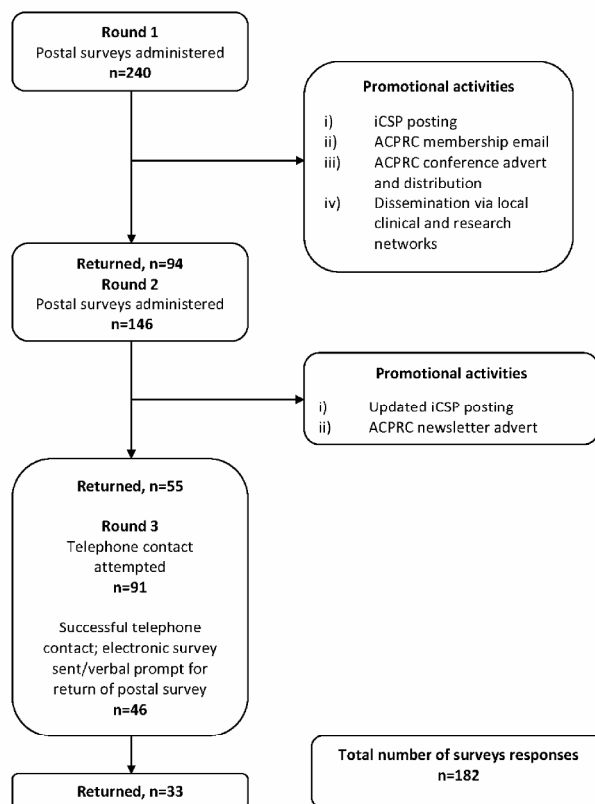 Round 1
Postal surveys administered
n=240
Promotional activities
i) iCSP posting
ii) ACPRC membership email
iii) ACPRC conference advert
and distribution
iv) Dissemination via local
clinical and research
networks
Returned, n=94
Round 2
Postal surveys administered
n=146
Promotional activities
i) Updated iCSP posting
ii) ACPRC newsletter advert
Returned, n=55
Round 3
Telephone contact
attempted
n=91
Successful telephone
contact; electronic survey
sent/verbal prompt for
return of postal survey
n=46
Total number of surveys responses
n=182
Returned, n=33